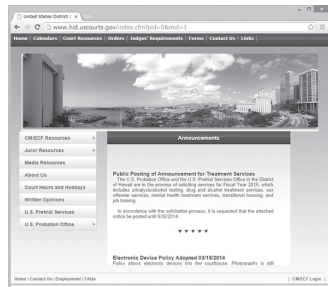 United States District C
www.hid.uscourts.gov/index.cfm?pid=0&mid=1
Home | Calendars | Court Resources | Orders | Judges' Requirements | Forms | Contact Us | Links
CM/ECF Resources
Juror Resources
Media Resources
About Us
Court Hours and Holidays
Written Opinions
U.S. Pretrial Services
U.S. Probation Office
Announcements
Public Posting of Announcement for Treatment Services
The U.S. Probation Office and the U.S. Pretrial Services Office in the District
of Hawaii are in the process of soliciting services for Fiscal Year 2015, which
includes urinalysis/alcohol testing, drug and alcohol treatment services, sex
offender services, mental health treatment services, transitional housing, and
job training.
In accordance with the solicitation process, it is requested that the attached
notice be posted until 9/30/2014.
Electronic Device Policy Adopted 03/18/2014
Policy allows electronic devices into the courthouse. Photography is still
Home | Contact Us | Employment | FAQs
| CM/ECF Login |